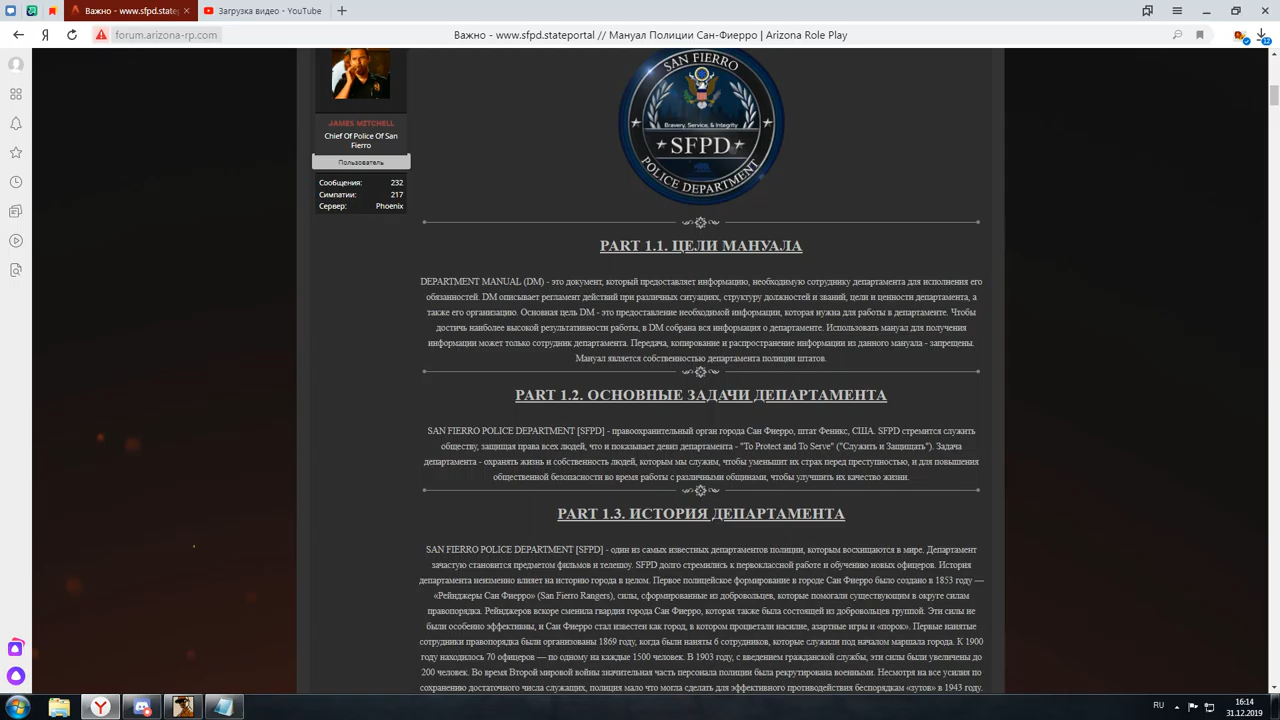 Важно - www.sfpd.statep
Загрузка видео - YouTube
forum.arizona-rp.com
Важно - www.sfpd.stateportal // Мануал Полиции Сан-Фиерро | Arizona Role Play
12
SAN FIERRO
Bravery, Service, & Integrity
SFPD
POLICE DEPARTMENT
JAMES MITCHELL
Chief Of Police Of San
Fierro
Пользователь
Сообщения: 232
Симпатии: 217
Сервер: Phoenix
PART 1.1. ЦЕЛИ МАНУАЛА
DEPARTMENT MANUAL (DM) - это документ, который предоставляет информацию, необходимую сотруднику департамента для исполнения его
обязанностей. DM описывает регламент действий при различных ситуациях, структуру должностей и званий, цели и ценности департамента, а
также его организацию. Основная цель DM - это предоставление необходимой информации, которая нужна для работы в департаменте. Чтобы
достичь наиболее высокой результативности работы, в DM собрана вся информация о департаменте. Использовать мануал для получения
информации может только сотрудник департамента. Передача, копирование и распространение информации из данного мануала - запрещены.
Мануал является собственностью департамента полиции штатов.
PART 1.2. ОСНОВНЫЕ ЗАДАЧИ ДЕПАРТАМЕНТА
SAN FIERRO POLICE DEPARTMENT [SFPD] - правоохранительный орган города Сан Фиерро, штат Феникс, США. SFPD стремится служить
обществу, защищая права всех людей, что и показывает девиз департамента - "To Protect and To Serve" ("Служить и Защищать"). Задача
департамента - охранять жизнь и собственность людей, которым мы служим, чтобы уменьшит их страх перед преступностью, и для повышения
общественной безопасности во время работы с различными общинами, чтобы улучшить их качество жизни.
PART 1.3. ИСТОРИЯ ДЕПАРТАМЕНТА
SAN FIERRO POLICE DEPARTMENT [SFPD] - один из самых известных департаментов полиции, которым восхищаются в мире. Департамент
зачастую становится предметом фильмов и телешоу. SFPD долго стремились к первоклассной работе и обучению новых офицеров. История
департамента неизменно влияет на историю города в целом. Первое полицейское формирование в городе Сан Фиерро было создано в 1853 году —
«Рейнджеры Сан Фиерро» (San Fierro Rangers), силы, сформированные из добровольцев, которые помогали существующим в округе силам
правопорядка. Рейнджеров вскоре сменила гвардия города Сан Фиерро, которая также была состоящей из добровольцев группой. Эти силы не
были особенно эффективны, и Сан Фиерро стал известен как город, в котором процветали насилие, азартные игры и «порок». Первые нанятые
сотрудники правопорядка были организованы 1869 году, когда были наняты 6 сотрудников, которые служили под началом маршала города. К 1900
году находилось 70 офицеров — по одному на каждые 1500 человек. В 1903 году, с введением гражданской службы, эти силы были увеличены до
200 человек. Во время Второй мировой войны значительная часть персонала полиции была рекрутирована военными. Несмотря на все усилия по
сохранению достаточного числа служащих, полиция мало что могла сделать для эффективного противодействия беспорядкам «зутов» в 1943 году.
RU
16:14
31.12.2019